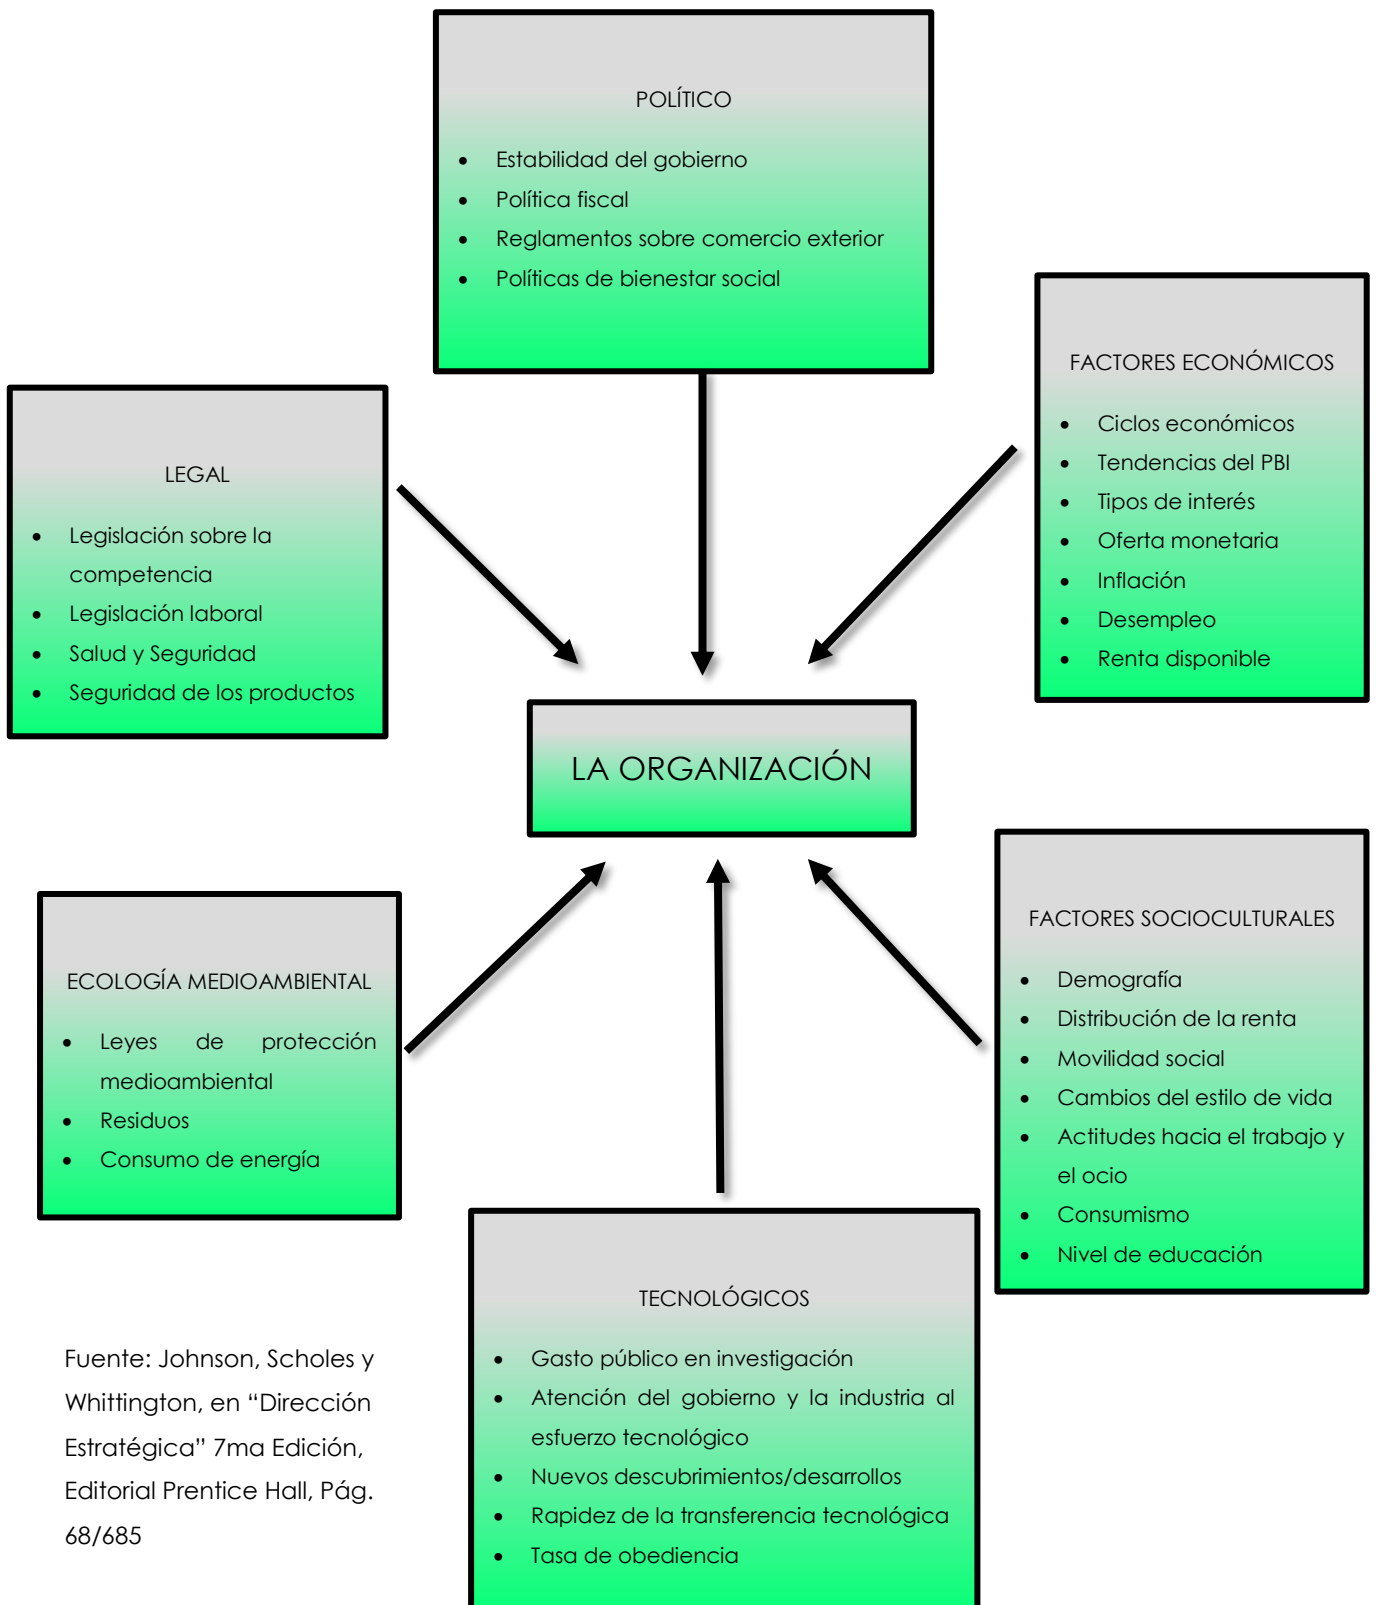 POLÍTICO
• Estabilidad del gobierno
• Política fiscal
• Reglamentos sobre comercio exterior
• Políticas de bienestar social
FACTORES ECONÓMICOS
• Ciclos económicos
• Tendencias del PBI
• Tipos de interés
• Oferta monetaria
• Inflación
• Desempleo
• Renta disponible
LEGAL
• Legislación sobre la
competencia
• Legislación laboral
• Salud y Seguridad
• Seguridad de los productos
LA ORGANIZACIÓN
FACTORES SOCIOCULTURALES
• Demografía
• Distribución de la renta
• Movilidad social
• Cambios del estilo de vida
• Actitudes hacia el trabajo y
el ocio
• Consumismo
• Nivel de educación
ECOLOGÍA MEDIOAMBIENTAL
• Leyes de protección
medioambiental
• Residuos
• Consumo de energía
TECNOLÓGICOS
• Gasto público en investigación
• Atención del gobierno y la industria al
esfuerzo tecnológico
• Nuevos descubrimientos/desarrollos
• Rapidez de la transferencia tecnológica
• Tasa de obediencia
Fuente: Johnson, Scholes y
Whittington, en “Dirección
Estratégica” 7ma Edición,
Editorial Prentice Hall, Pág.
68/685